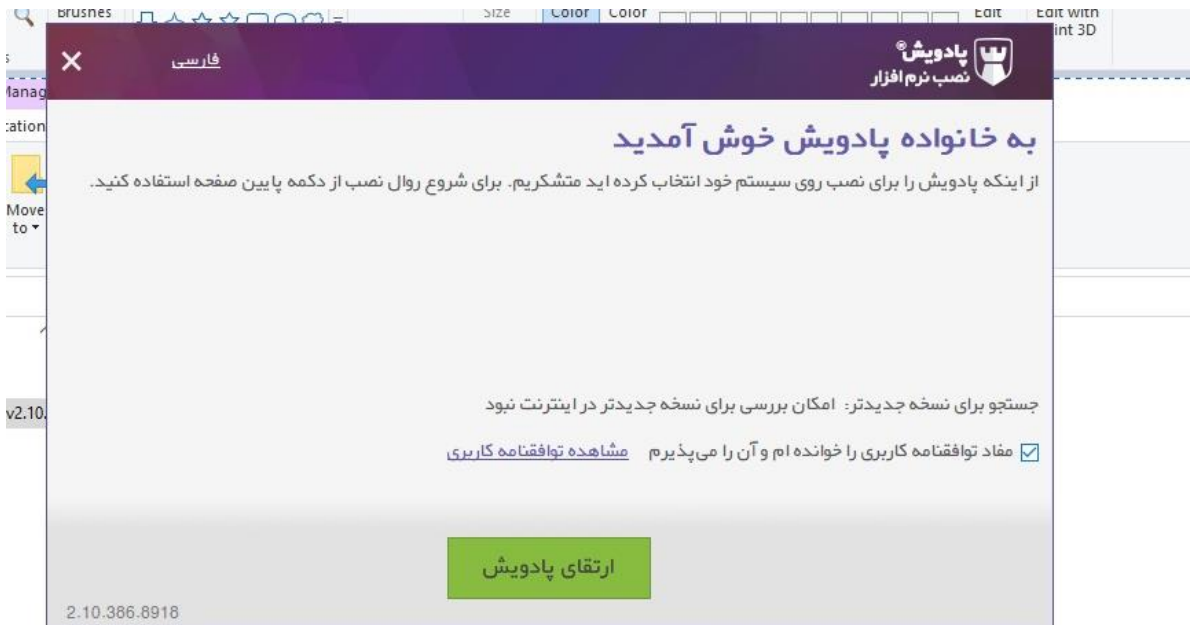 Brushes
Size
Color
Color
Edit
Edit with
int 3D
Manag
cation
Move
to
v2.10.
فارسی
پادویش®
نصب نرم افزار
به خانواده پادویش خوش آمدید
از اینکه پادویش را برای نصب روی سیستم خود انتخاب کرده اید متشکریم. برای شروع روال نصب از دکمه پایین صفحه استفاده کنید.
جستجو برای نسخه جدیدتر: امکان بررسی برای نسخه جدیدتر در اینترنت نبود
مفاد توافقنامه کاربری را خوانده ام و آن را می‌پذیرم مشاهده توافقنامه کاربری
ارتقای پادویش
2.10.386.8918